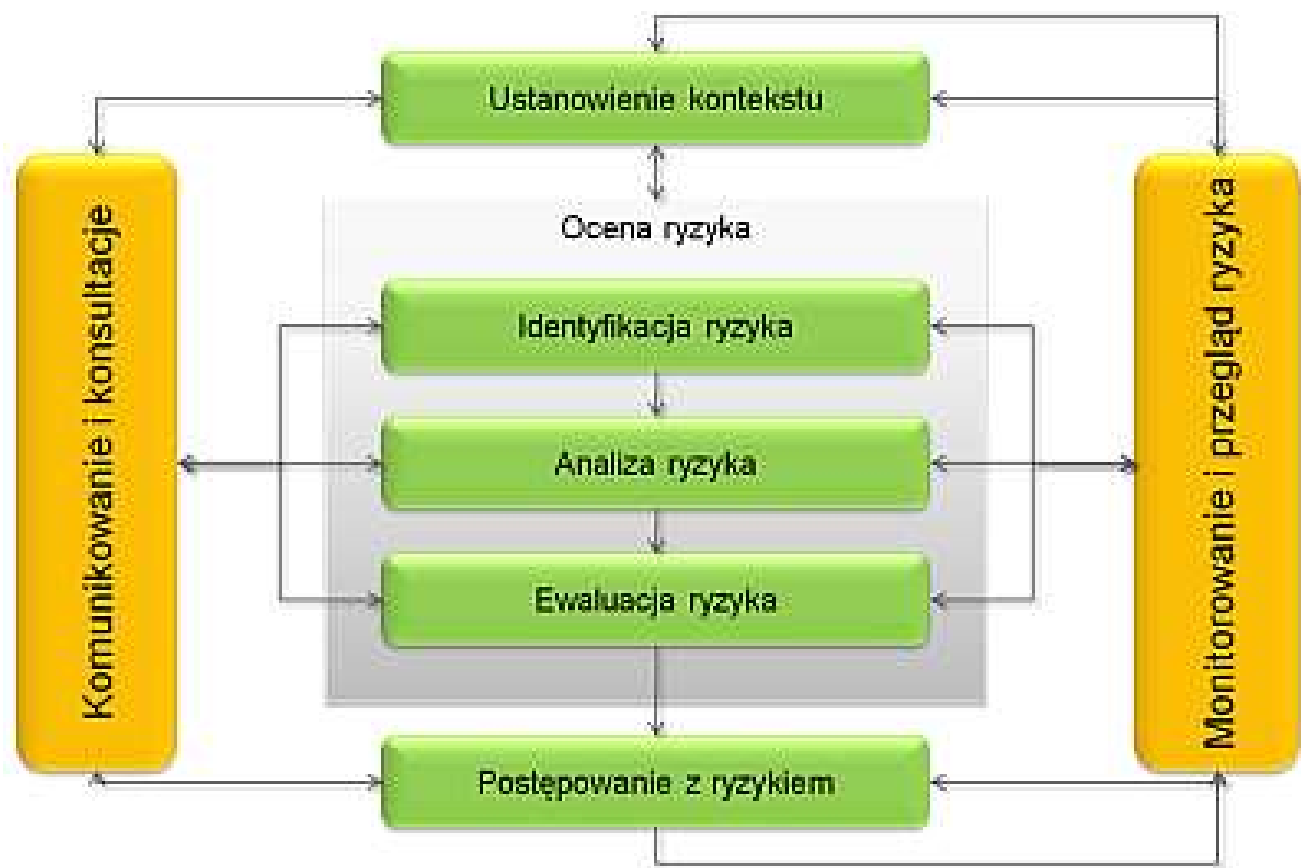 Ustanowienie kontekstu
Komunikowanie i konsultacje
Ocena ryzyka
Identyfikacja ryzyka
Analiza ryzyka
Ewaluacja ryzyka
Monitorowanie i przegląd ryzyka
Postępowanie z ryzykiem